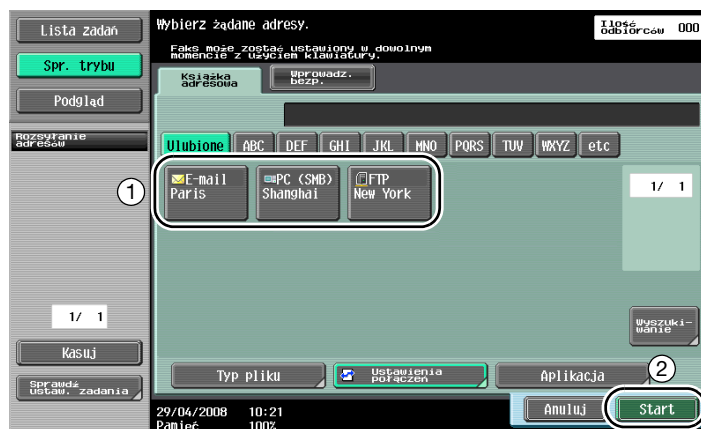 Lista zadań
Wybierz żądane adresy.
Ilość
odbiorców 000
Faks może zostać ustawiony w dowolnym
momencie z użyciem klawiatury.
Spr. trybu
Książka
adresowa
Wprowadz.
bezp.
Podgląd
Rozsyłanie
adresów
Ulubione ABC DEF GHI JKL MNO PQRS TUV WXYZ etc
1
E-mail
Paris
PC (SMB)
Shanghai
FTP
New York
1/ 1
1/ 1
Wyszuki-
wanie
Kasuj
Sprawdź
ustaw. zadania
Typ pliku
Ustawienia
połączeń
Aplikacja
2
29/04/2008 10:21
Pamięć 100%
Anuluj
Start